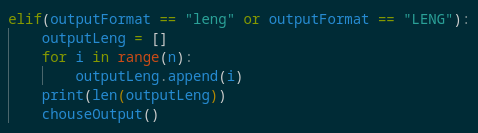 elif(outputFormat == "leng" or outputFormat == "LENG"):
    outputLeng = []
    for i in range(n):
        outputLeng.append(i)
    print(len(outputLeng))
    chouseOutput()